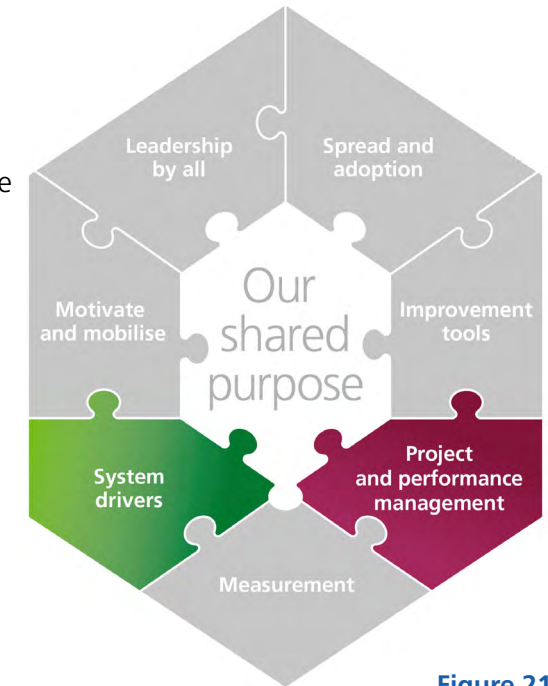 Leadership
by all
Spread and
adoption
e
Motivate
and mobilise
Our
shared
purpose
Improvement
tools
System
drivers
Project
and performance
management
Measurement
Figure 21